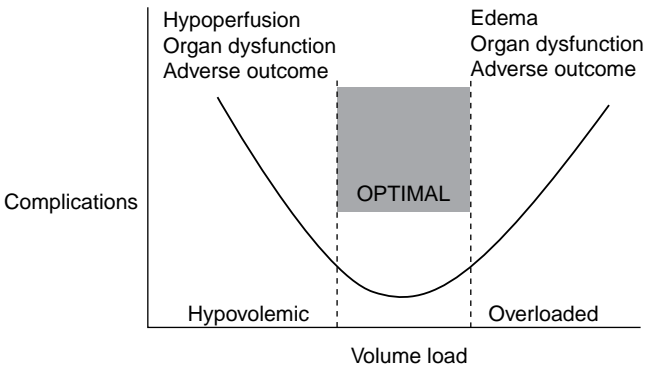 Hypoperfusion
Organ dysfunction
Adverse outcome
Edema
Organ dysfunction
Adverse outcome
OPTIMAL
Complications
Hypovolemic
Overloaded
Volume load